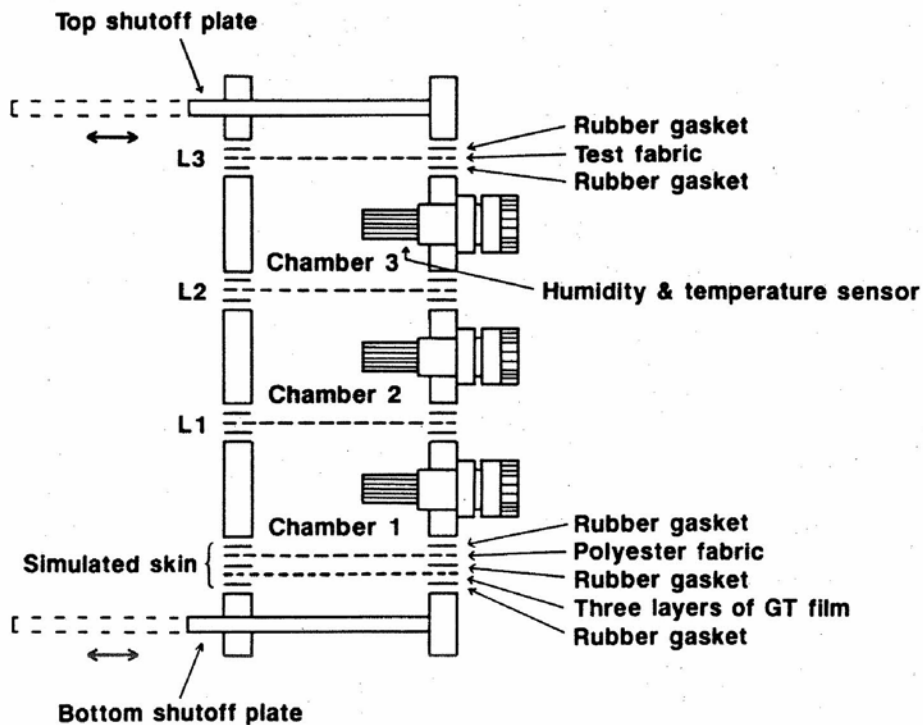 Top shutoff plate
Rubber gasket
L3
Test fabric
Rubber gasket
Chamber 3
L2
Humidity & temperature sensor
Chamber 2
L1
Chamber 1
Rubber gasket
Simulated skin
Polyester fabric
Rubber gasket
Three layers of GT film
Rubber gasket
Bottom shutoff plate